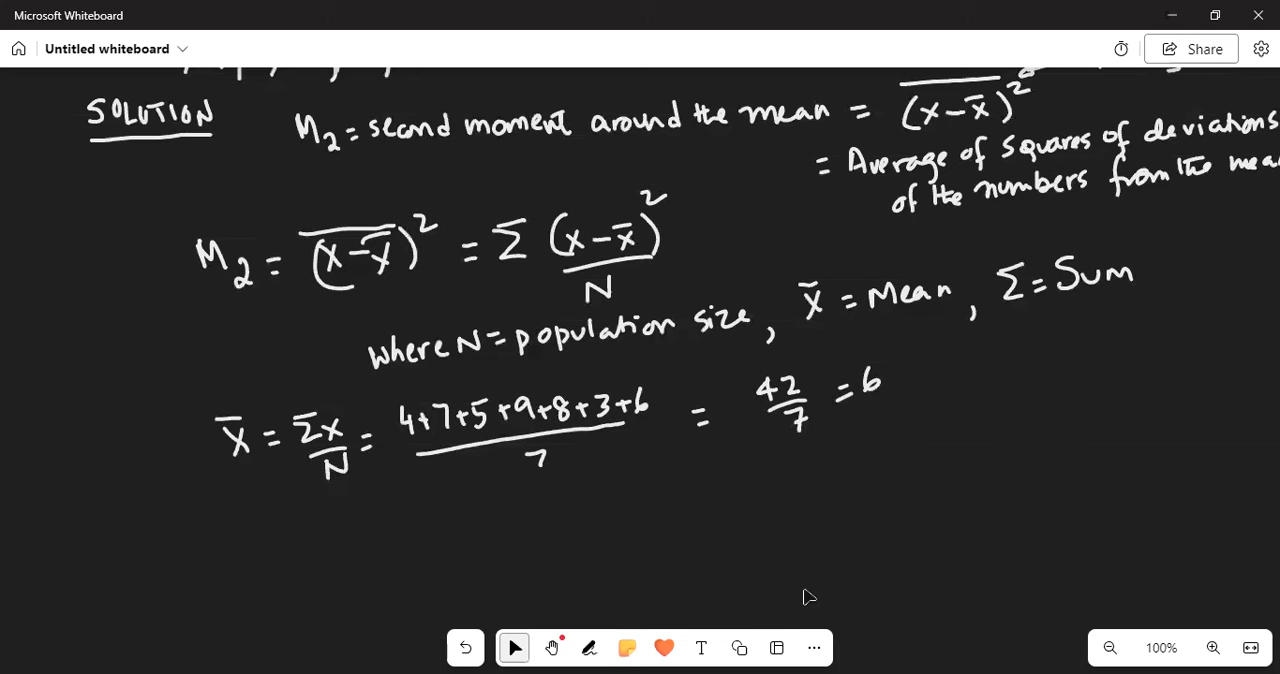 Microsoft Whiteboard
Untitled whiteboard
Share
SOLUTION
M₂ = second moment around the mean = \overline{(x-x̄)²}
= Average of squares of deviations
of the numbers from the mea
M₂ = \overline{(x-x̄)²} = Σ (x-x̄)²/N
where N = population size, x̄ = Mean, Σ = Sum
x̄ = Σx/N = 4+7+5+9+8+3+6/7 = 42/7 = 6
100%